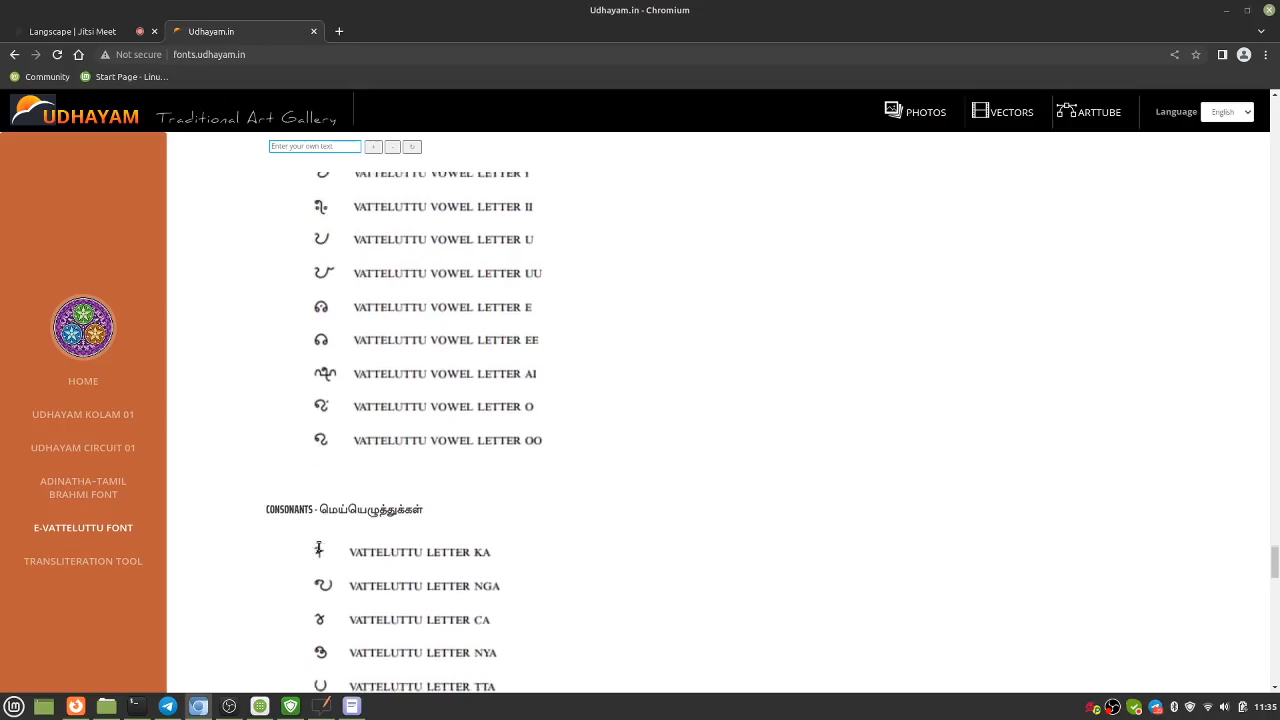 Udhayam.in - Chromium
Langscape | Jitsi Meet
Udhayam.in
Not secure fonts.udhayam.in
Community
Start Page - Loc...
UDHAYAM Traditional Art Gallery
PHOTOS
VECTORS
ARTTUBE
Language English
Enter your own text + - ↻
VATTELUTTU VOWEL LETTER I
VATTELUTTU VOWEL LETTER II
VATTELUTTU VOWEL LETTER U
VATTELUTTU VOWEL LETTER UU
VATTELUTTU VOWEL LETTER E
VATTELUTTU VOWEL LETTER EE
VATTELUTTU VOWEL LETTER AI
VATTELUTTU VOWEL LETTER O
VATTELUTTU VOWEL LETTER OO
CONSONANTS - மெய்யெழுத்துக்கள்
VATTELUTTU LETTER KA
VATTELUTTU LETTER NGA
VATTELUTTU LETTER CA
VATTELUTTU LETTER NYA
VATTELUTTU LETTER TTA
HOME
UDHAYAM KOLAM 01
UDHAYAM CIRCUIT 01
ADINATHA-TAMIL
BRAHMI FONT
E-VATTELUTTU FONT
TRANSLITERATION TOOL
11:35